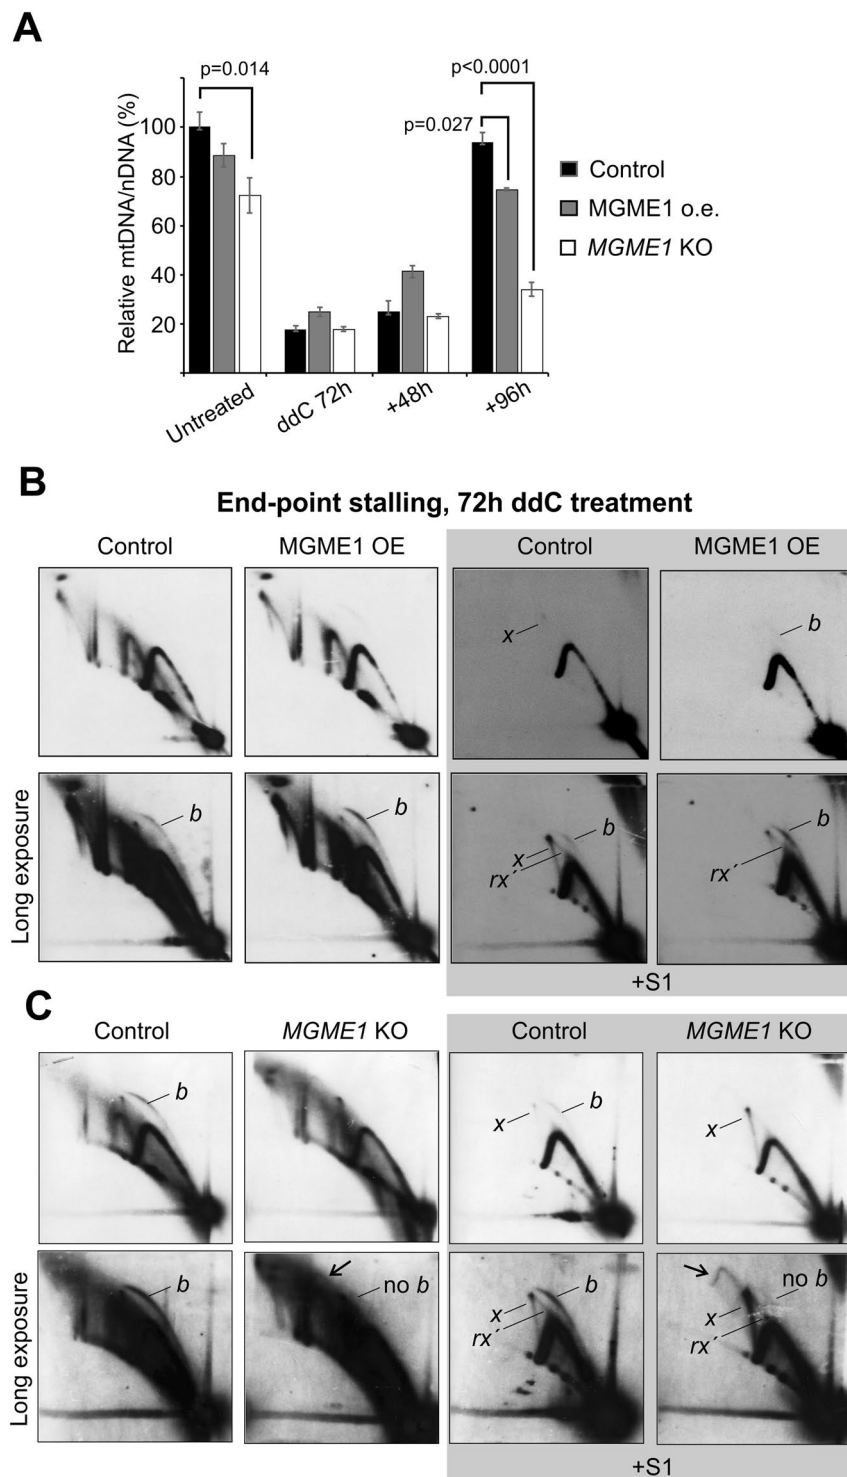 A
p=0.014
p<0.0001
p=0.027
Relative mtDNA/nDNA (%)
100
80
60
40
20
Untreated
ddC 72h
+48h
+96h
Control
MGME1 o.e.
MGME1 KO
B
End-point stalling, 72h ddC treatment
Control MGME1 OE Control MGME1 OE
x b
Long exposure
b b x rx' b rx' b
+S1
C
Control MGME1 KO Control MGME1 KO
b x b x
Long exposure
b no b x rx' b x rx' no b
+S1